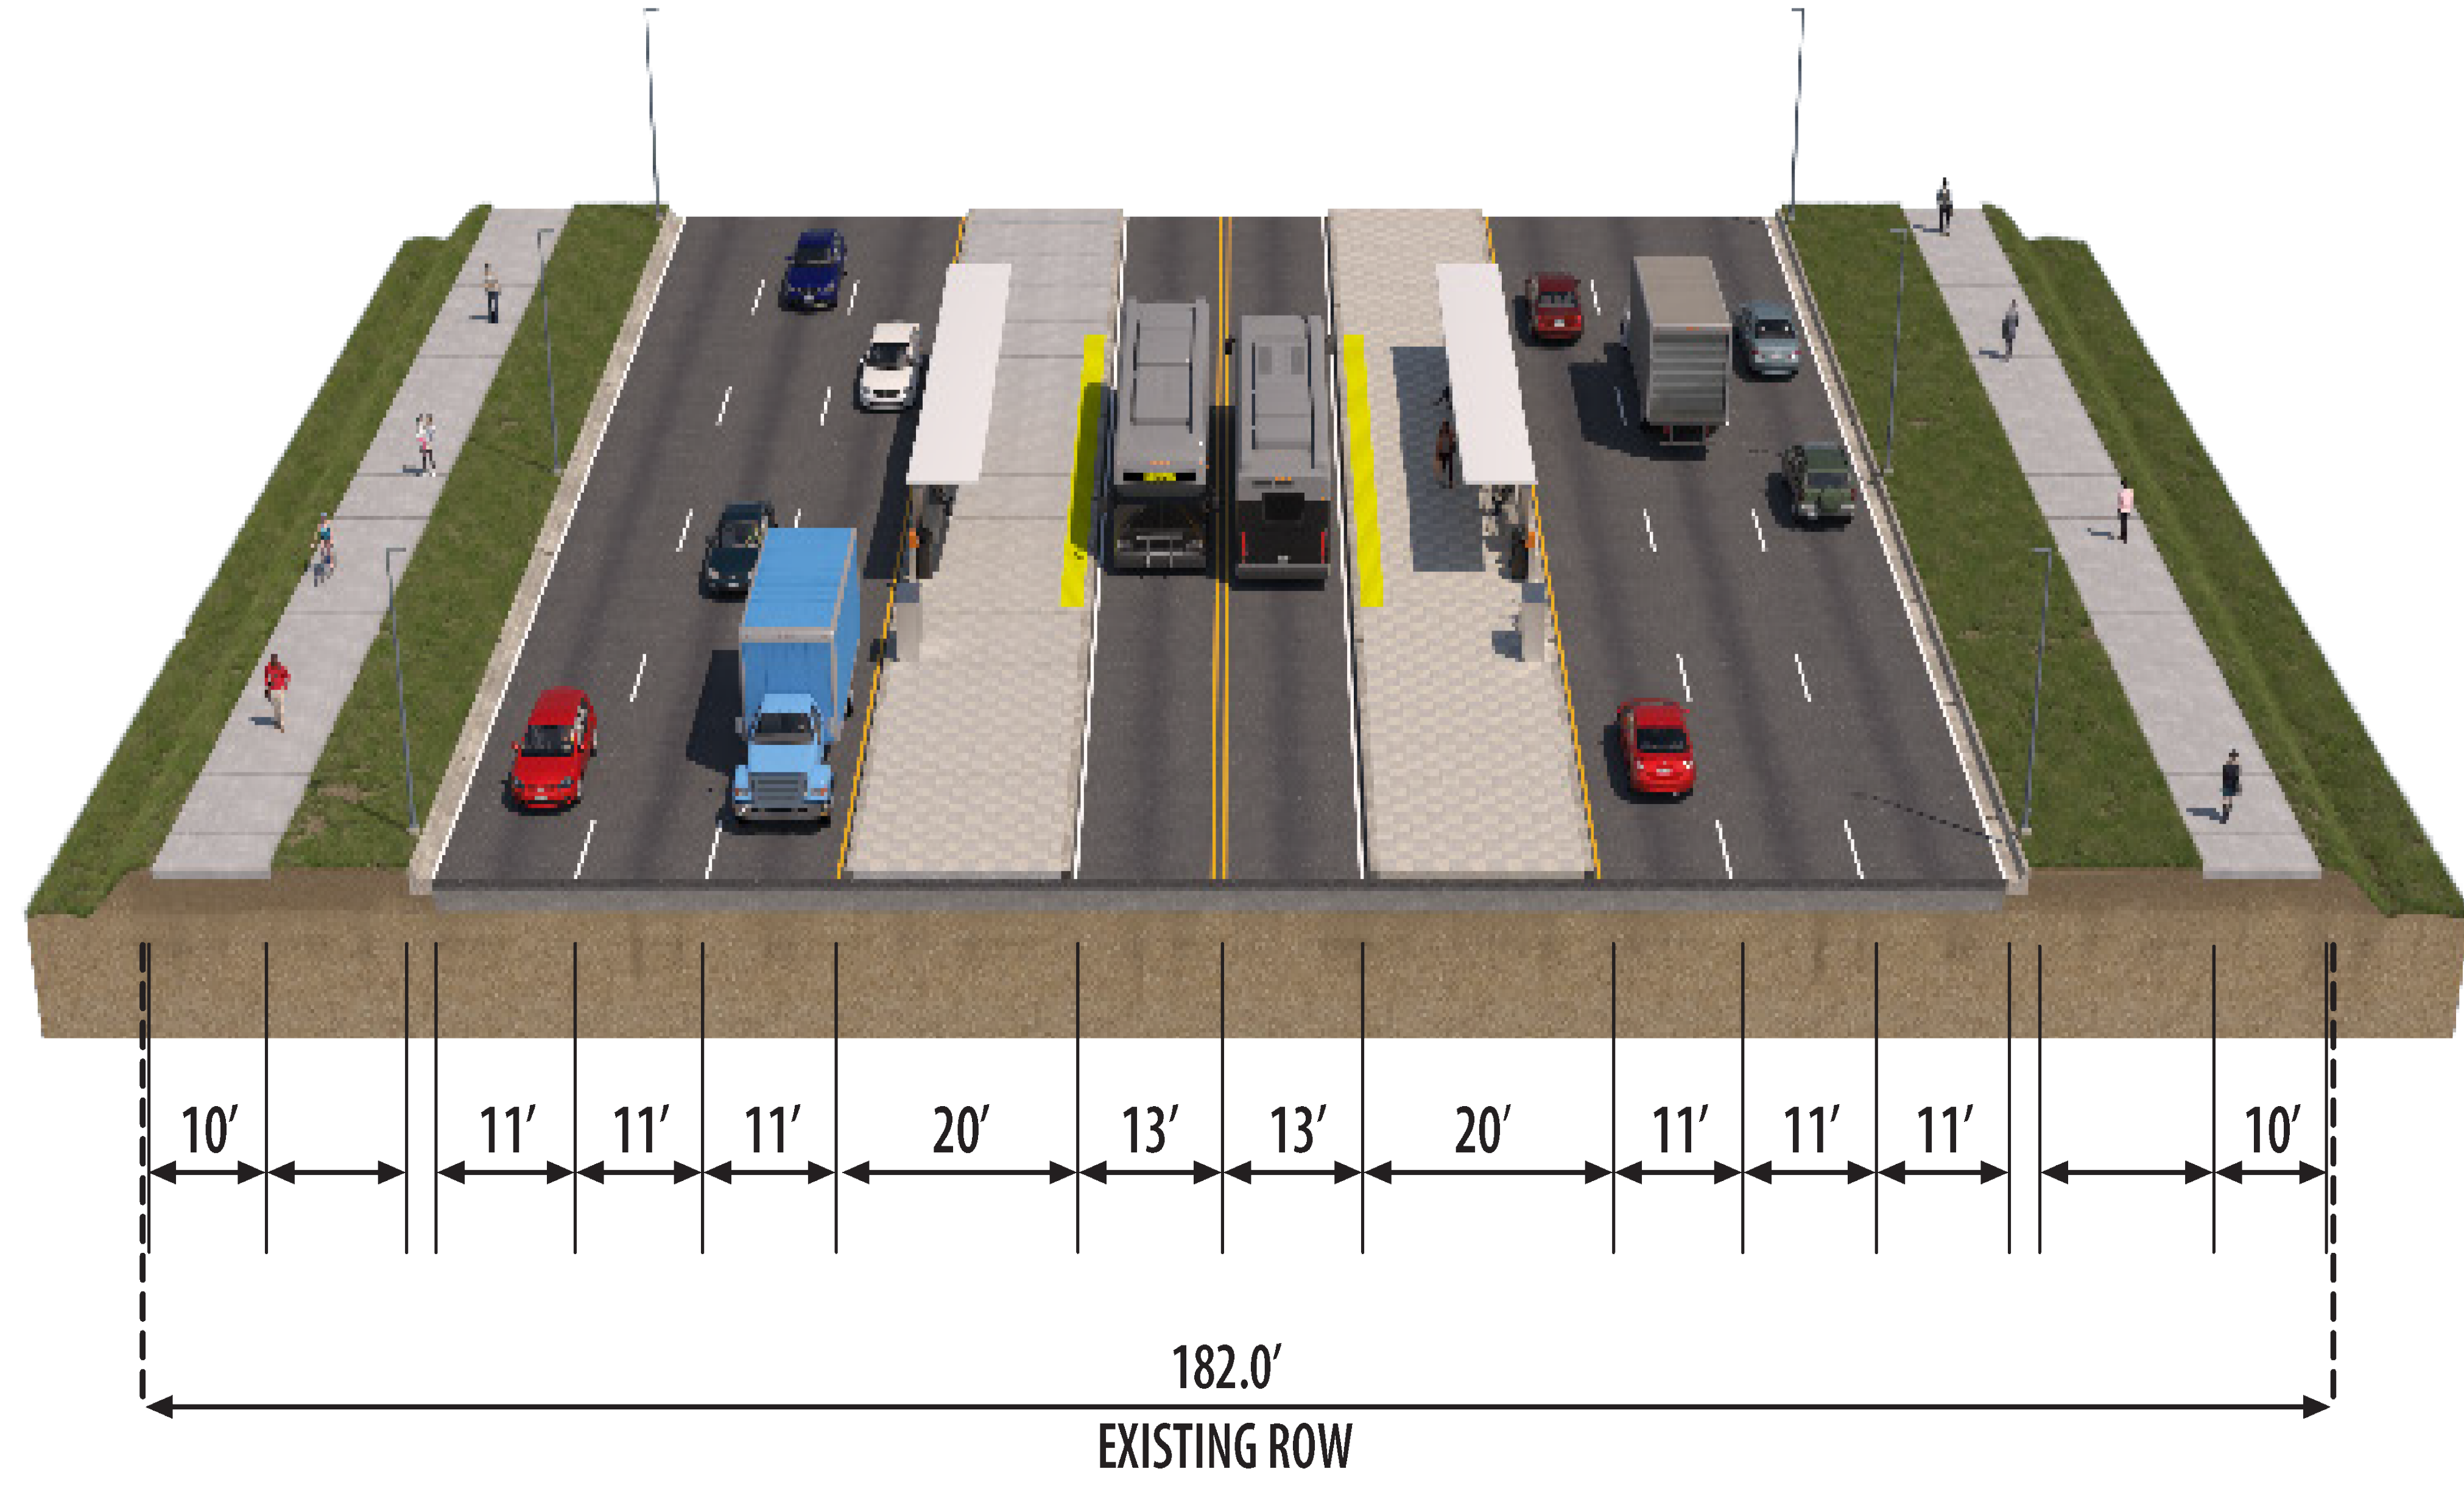 10′ 11′ 11′ 11′ 20′ 13′ 13′ 20′ 11′ 11′ 11′ 10′
182.0′
EXISTING ROW